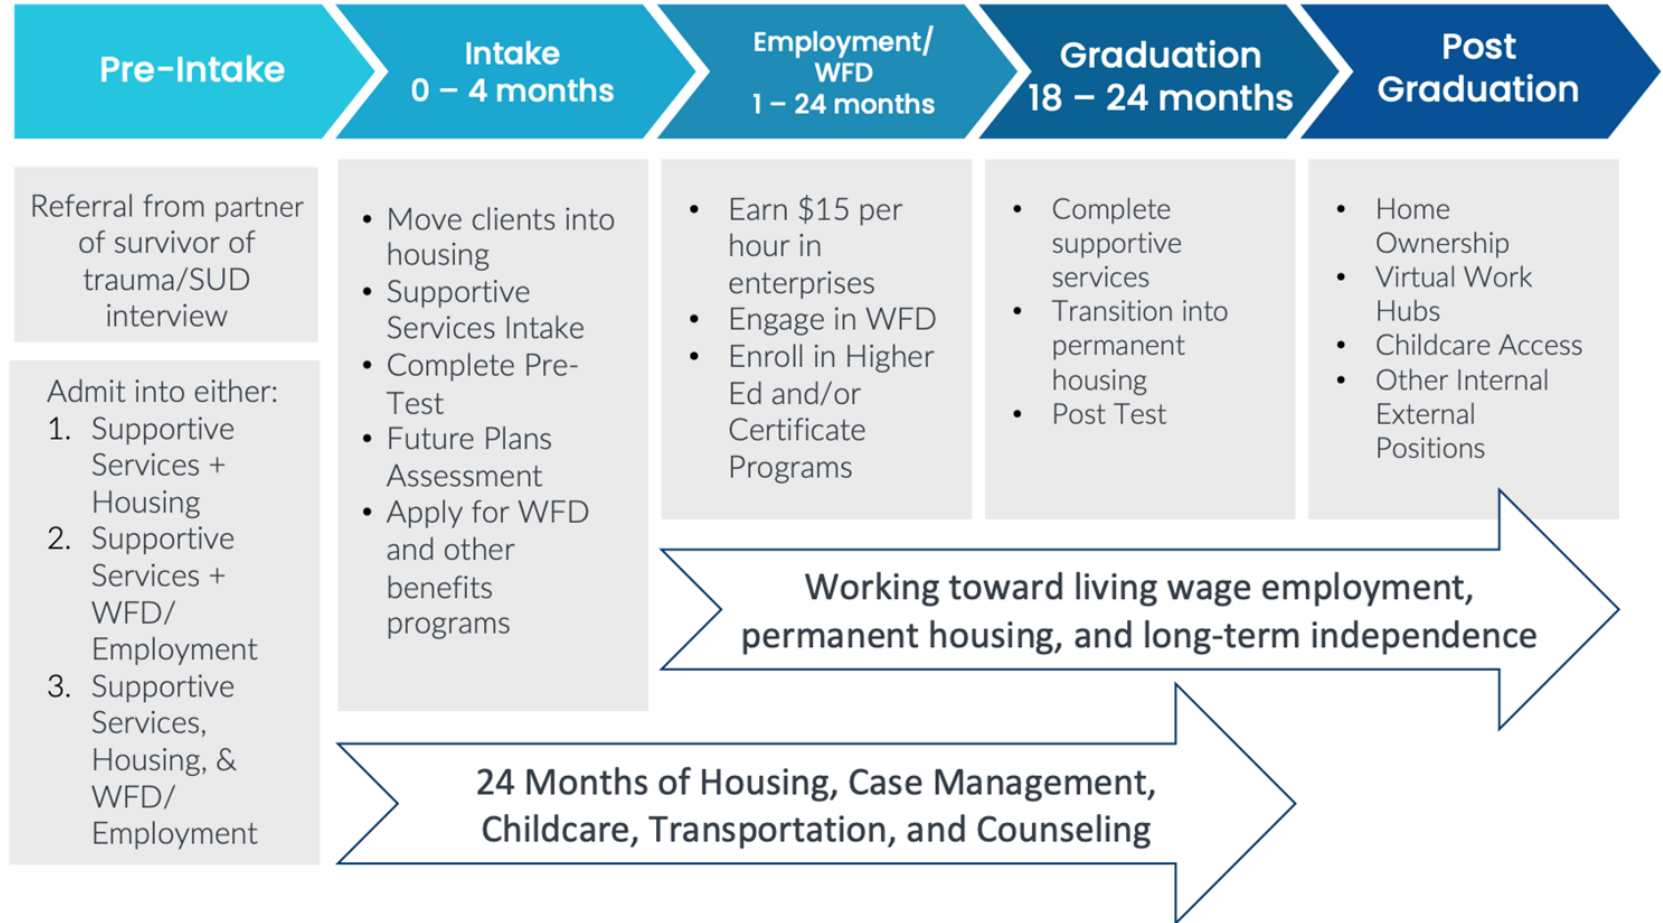 Pre-Intake
Intake
0 – 4 months
Employment/
WFD
1 – 24 months
Graduation
18 – 24 months
Post
Graduation
Referral from partner
of survivor of
trauma/SUD
interview
Admit into either:
1. Supportive
Services +
Housing
2. Supportive
Services +
WFD/
Employment
3. Supportive
Services,
Housing, &
WFD/
Employment
• Move clients into
housing
• Supportive
Services Intake
• Complete Pre-
Test
• Future Plans
Assessment
• Apply for WFD
and other
benefits
programs
• Earn $15 per
hour in
enterprises
• Engage in WFD
• Enroll in Higher
Ed and/or
Certificate
Programs
• Complete
supportive
services
• Transition into
permanent
housing
• Post Test
• Home
Ownership
• Virtual Work
Hubs
• Childcare Access
• Other Internal
External
Positions
Working toward living wage employment,
permanent housing, and long-term independence
24 Months of Housing, Case Management,
Childcare, Transportation, and Counseling